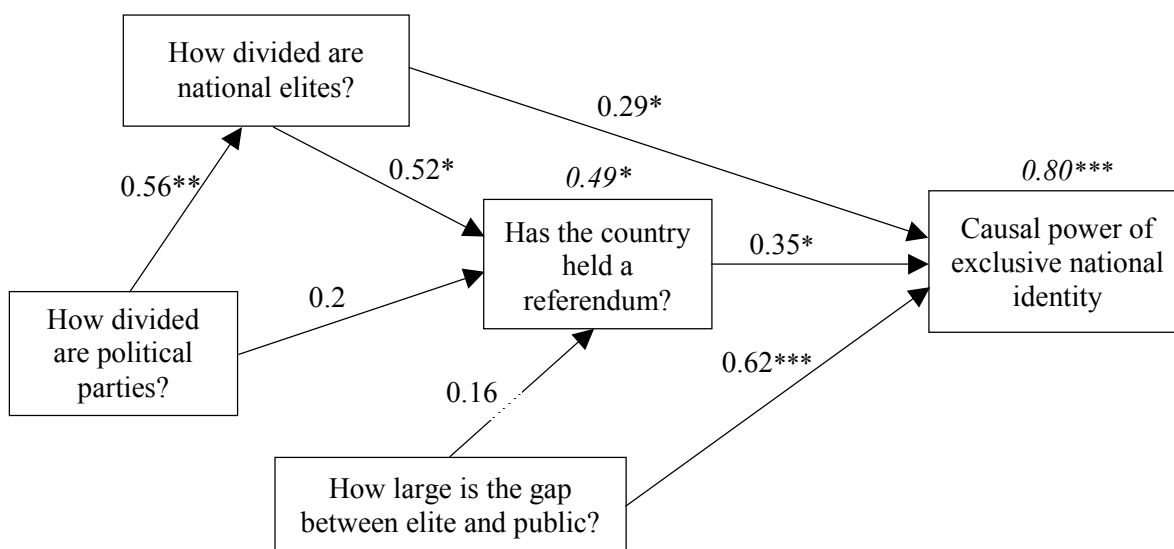 How divided are
national elites?
0.29*
0.56**
0.52*
0.49*
0.80***
Has the country
held a
referendum?
0.35*
Causal power of
exclusive national
identity
How divided
are political
parties?
0.2
0.16
0.62***
How large is the gap
between elite and public?